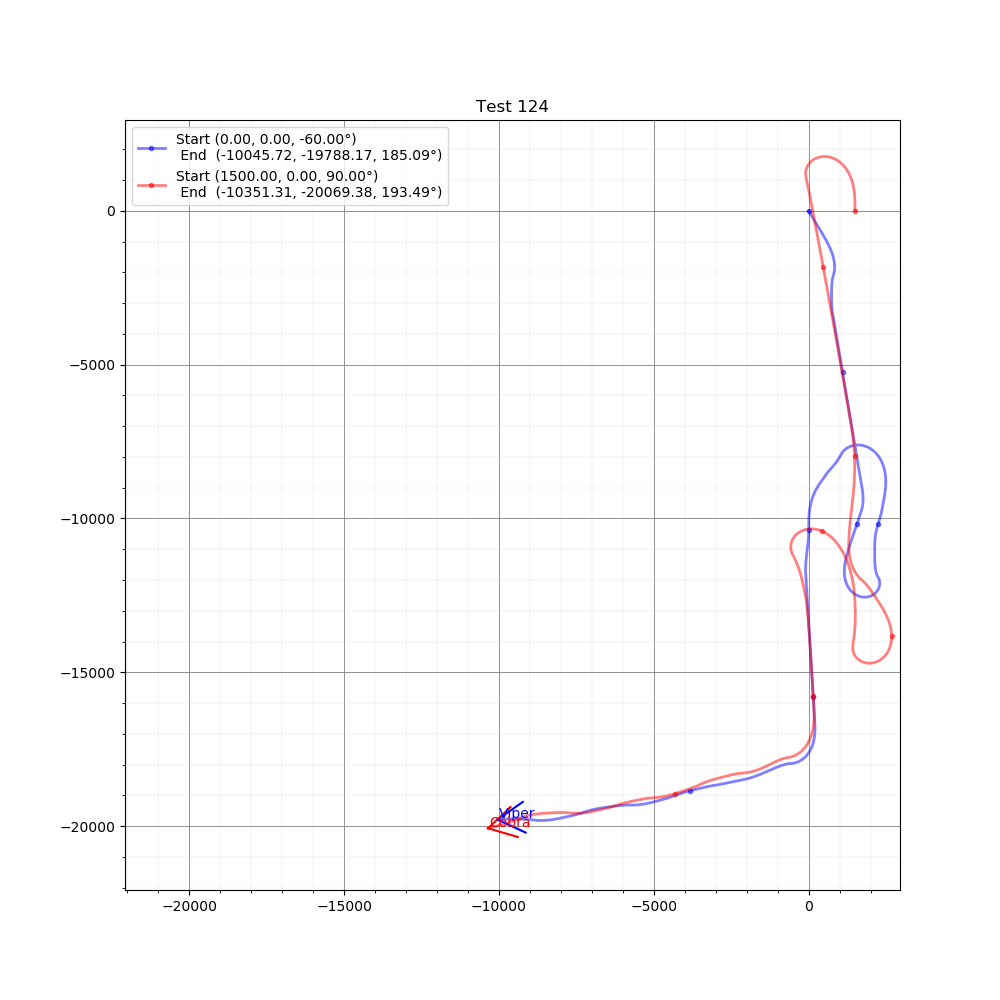 Test 124
Start (0.00, 0.00, -60.00°)
End (-10045.72, -19788.17, 185.09°)
Start (1500.00, 0.00, 90.00°)
End (-10351.31, -20069.38, 193.49°)
0
−5000
−10000
−15000
−20000
Viper
Cobra
−20000 −15000 −10000 −5000 0